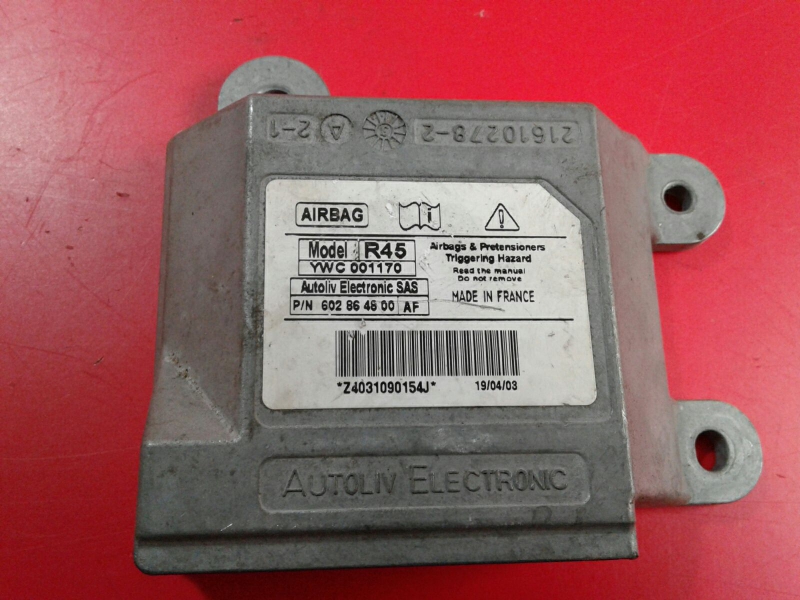 21610278-2 A 2-1
AIRBAG i
Model R45
YWC 001170
Autoliv Electronic SAS
P/N 602 86 48 00 AF
Airbags & Pretensioners
Triggering Hazard
Read the manual
Do not remove
MADE IN FRANCE
*Z4031090154J*
19/04/03
AUTOLIV ELECTRONIC